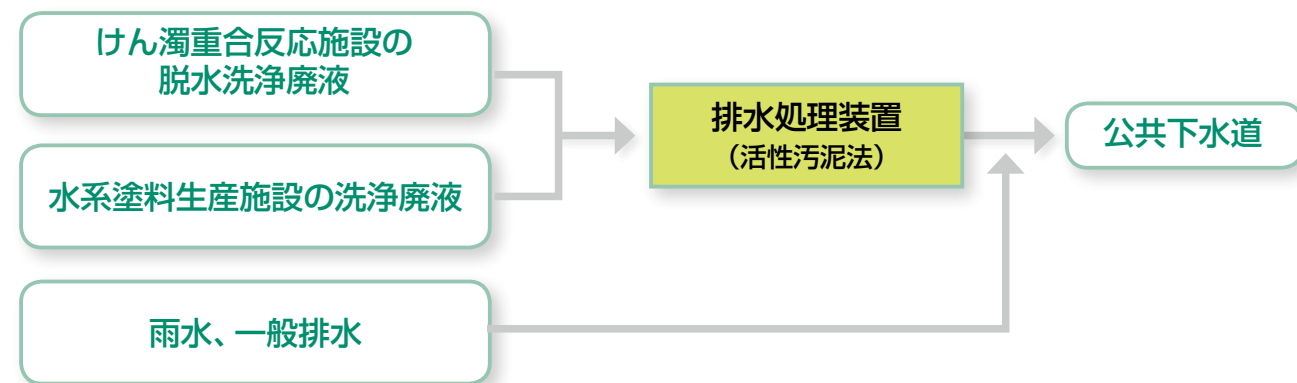 けん濁重合反応施設の
脱水洗浄廃液
水系塗料生産施設の洗浄廃液
雨水、一般排水
排水処理装置
（活性汚泥法）
公共下水道